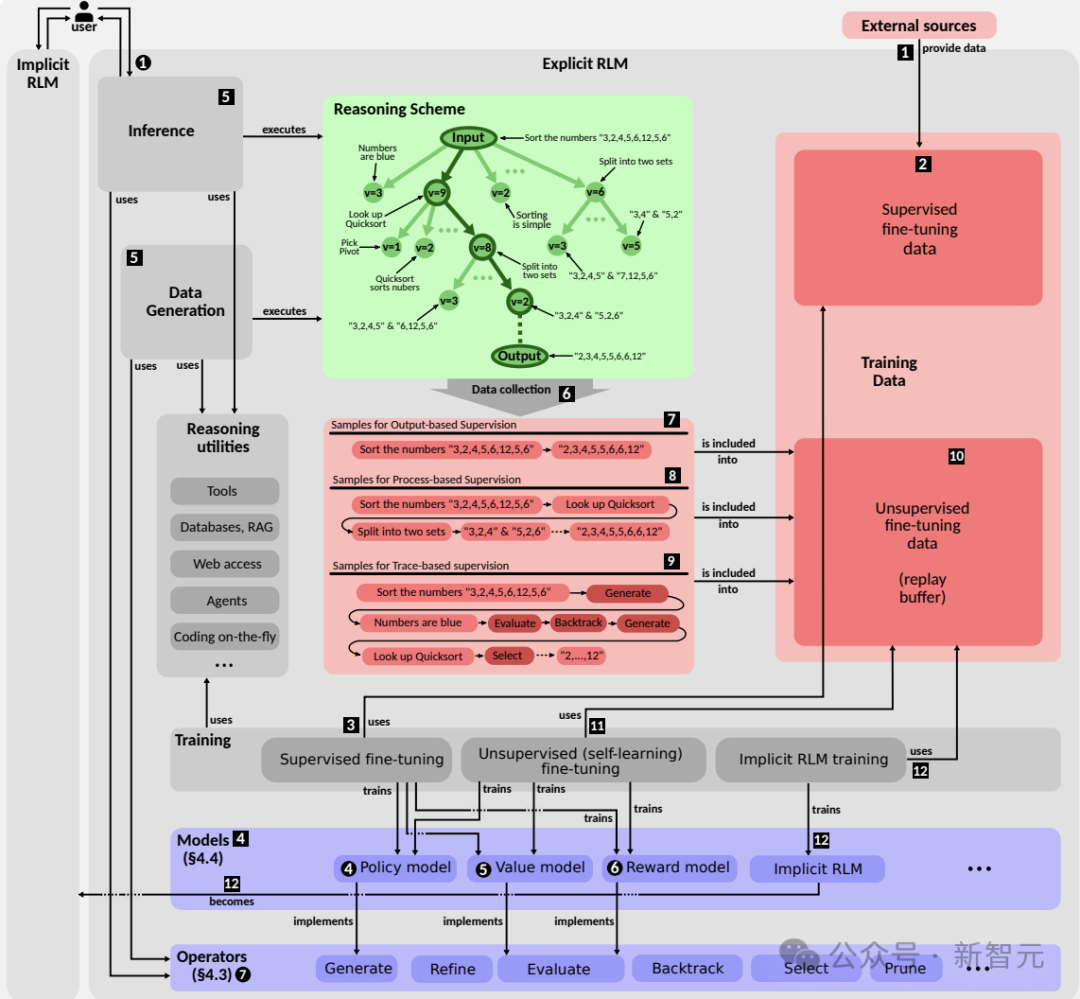 user
External sources
1
provide data
Implicit
RLM
1
Explicit RLM
5
Inference
executes
uses
uses
5
Data
Generation
executes
uses
uses
Reasoning Scheme
Input
Sort the numbers "3,2,4,5,6,12,5,6"
Numbers
are blue
Split into two sets
v=3
v=9
v=2
v=6
Look up
Quicksort
Sorting
is simple
"3,4" & "5,2"
Pick
Pivot
v=1
v=2
v=8
v=3
v=5
Quicksort
sorts nubers
Split into
two sets
"3,2,4,5" & "7,12,5,6"
v=3
v=2
"3,2,4,5" & "6,12,5,6"
"3,2,4" & "5,2,6"
Output
"2,3,4,5,5,6,6,12"
Data collection
6
2
Supervised
fine-tuning
data
Training
Data
10
Unsupervised
fine-tuning
data
(replay
buffer)
Reasoning
utilities
Tools
Databases, RAG
Web access
Agents
Coding on-the-fly
...
Samples for Output-based Supervision
7
Sort the numbers "3,2,4,5,6,12,5,6"
"2,3,4,5,5,6,6,12"
is included
into
Samples for Process-based Supervision
8
Sort the numbers "3,2,4,5,6,12,5,6"
Look up Quicksort
Split into two sets
"3,2,4" & "5,2,6"
"2,3,4,5,5,6,6,12"
is included
into
Samples for Trace-based supervision
9
Sort the numbers "3,2,4,5,6,12,5,6"
Generate
Numbers are blue
Evaluate
Backtrack
Generate
Look up Quicksort
Select
"2,...,12"
is included
into
uses
Training
3
uses
uses
11
Supervised fine-tuning
Unsupervised (self-learning)
fine-tuning
Implicit RLM training
uses
12
trains
trains
trains
trains
trains
trains
Models 4
(§4.4)
12
4 Policy model
5 Value model
6 Reward model
Implicit RLM
...
12
becomes
implements
implements
implements
Operators
(§4.3) 7
Generate
Refine
Evaluate
Backtrack
Select
Prune
...
公众号 · 新智元